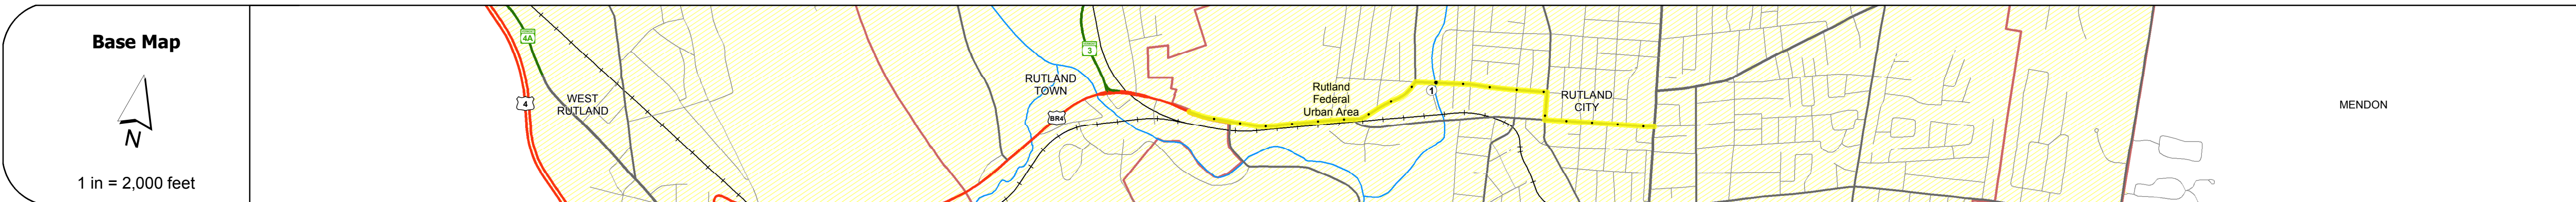 Base Map
N
1 in = 2,000 feet
4A
4
WEST
RUTLAND
RUTLAND
TOWN
3
BR4
Rutland
Federal
Urban Area
1
RUTLAND
CITY
MENDON